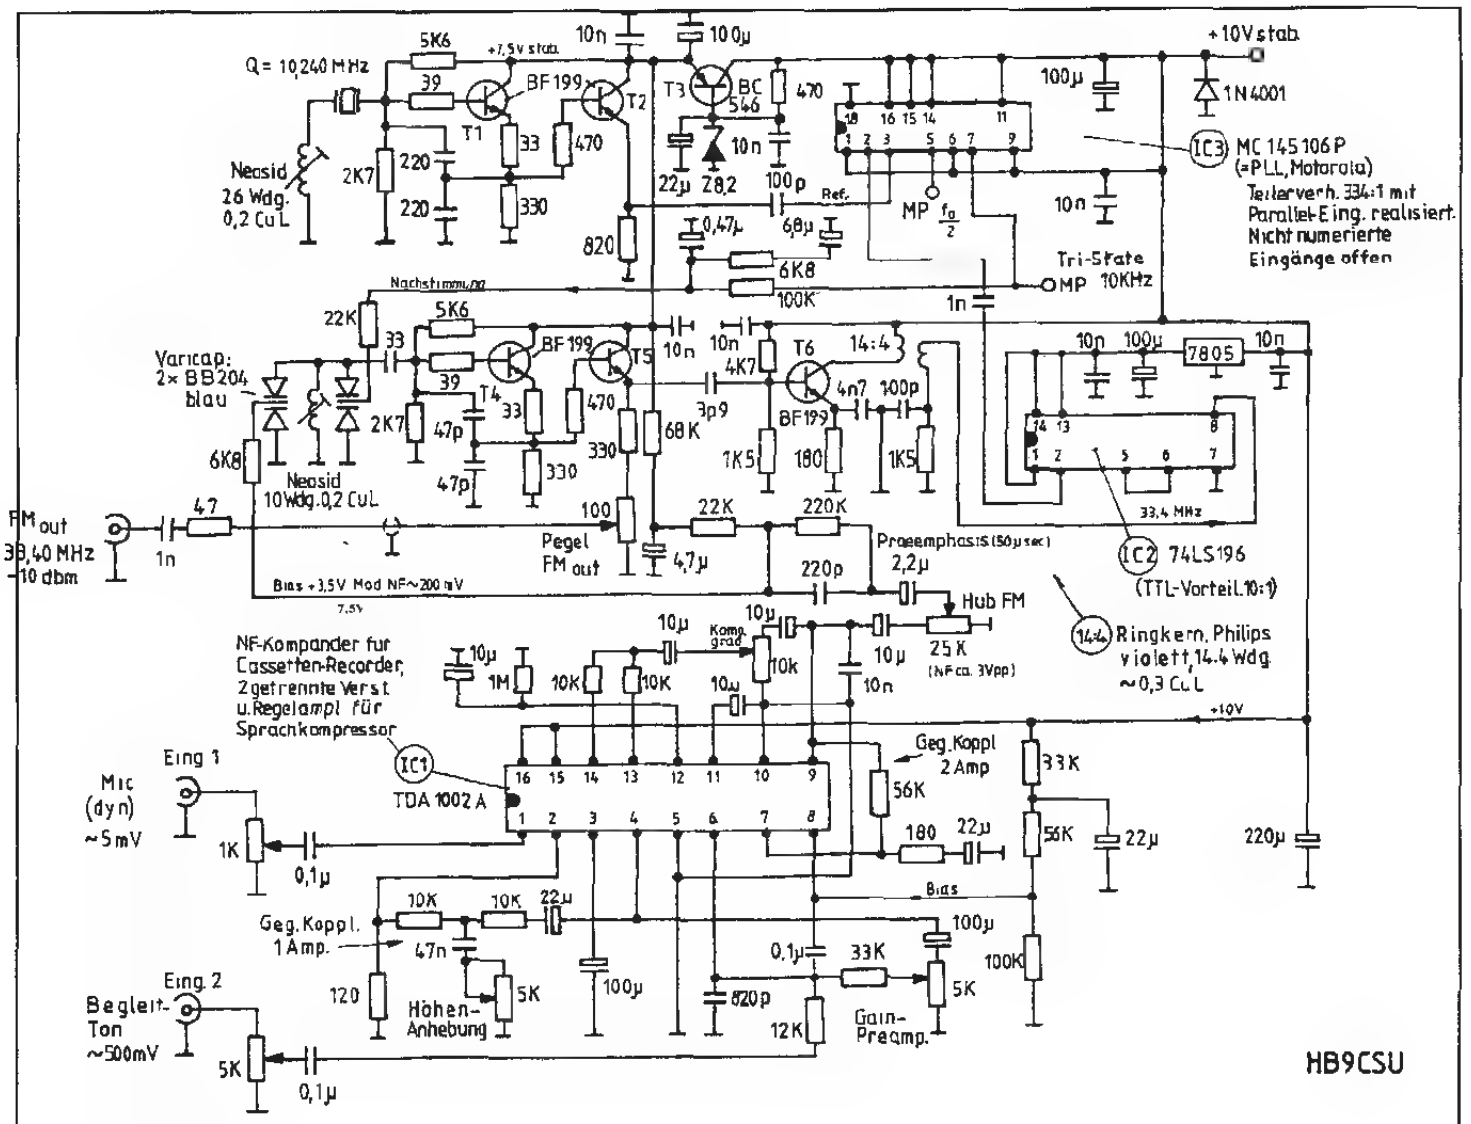 10n
100µ
+10V stab.
5K6
+7,5V stab.
Q = 10,240 MHz
39
BF199
T1
T2
T3
BC
546
470
100µ
1N4001
18
16
15
14
11
1
2
3
5
6
7
9
IC3
MC 145106P
(=PLL, Motorola)
Teilerverh. 334:1 mit
Parallel-Eing. realisiert.
Nicht numerierte
Eingänge offen
33
470
220
2K7
Neosid
26 Wdg.
0,2 CuL
220
330
22µ
Z8,2
10n
100p
Ref.
820
0,47µ
6,8µ
MP
fo
2
10n
6K8
100K
Tri-State
MP 10KHz
1n
Nachstimmung
22K
33
5K6
BF199
T5
10n
10n
4K7
T6
14:4
10n
100µ
7805
10n
Varicap:
2x BB204
blau
39
T4
33
470
3p9
4n7
100p
BF199
14
13
8
1
2
5
6
7
2K7
47p
330
68K
1K5
180
1K5
6K8
47p
330
Neosid
10Wdg. 0,2 CuL
33,4 MHz
FM out
33,40 MHz
-10 dbm
1n
47
100
Pegel
FM out
22K
220K
4,7µ
Praeemphasis (50µsec)
IC2
74LS196
(TTL-Vorteil. 10:1)
Bias +3,5V Mod NF~200mV
7,5V
220p
2,2µ
Hub FM
25K
(NF ca. 3Vpp)
14:4
Ringkern, Philips
violett, 14:4 Wdg.
~0,3 CuL
NF-Kompander für
Cassetten-Recorder,
2 getrennte Verst
u. Regelampl für
Sprachkompressor
10µ
1M
10K
10K
10µ
Komp.
grad
10µ
10k
10µ
10µ
10n
+10V
IC1
TDA 1002 A
16
15
14
13
12
11
10
9
1
2
3
4
5
6
7
8
Geg. Koppl
2 Amp
56K
180
22µ
33K
56K
22µ
220µ
Eing 1
Mic
(dyn)
~5mV
1K
0,1µ
Bias
Geg. Koppl.
1 Amp.
10K
10K
22µ
47n
120
5K
Höhen-
Anhebung
100µ
820p
0,1µ
33K
12K
100µ
5K
Gain-
Preamp.
100K
Eing. 2
Begleit-
Ton
~500mV
5K
0,1µ
HB9CSU